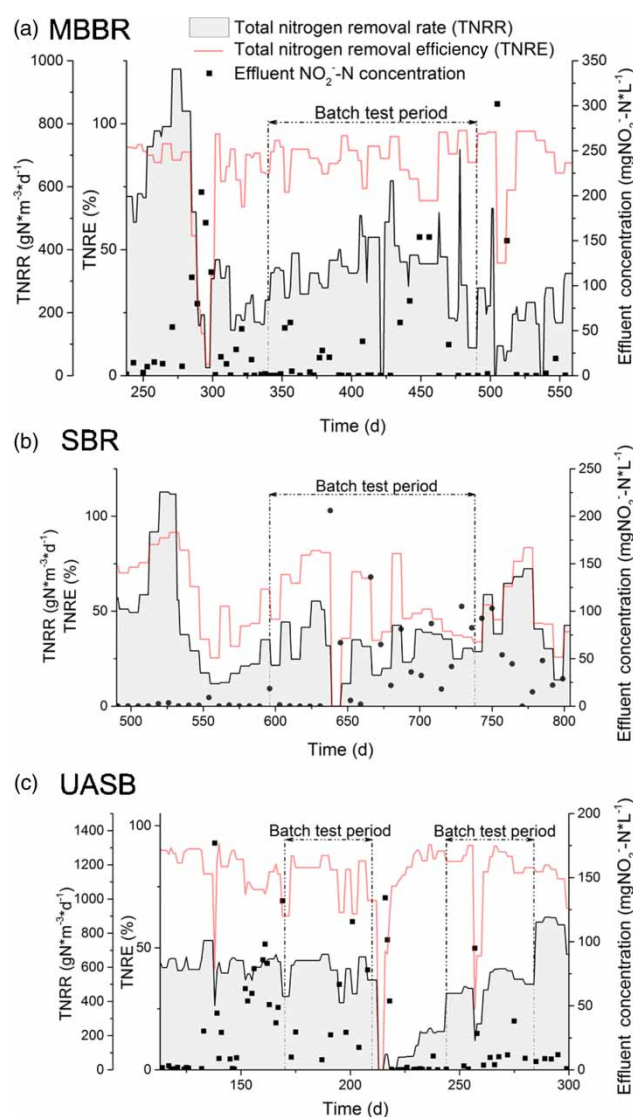 (a) MBBR
Total nitrogen removal rate (TNRR)
Total nitrogen removal efficiency (TNRE)
Effluent NO₂⁻-N concentration
Batch test period
TNRR (gN*m⁻³*d⁻¹)
1000
800
600
400
200
0
TNRE (%)
100
50
0
350
300
250
200
150
100
50
0
Effluent concentration (mgNO₂⁻-N*L⁻¹)
250 300 350 400 450 500 550
Time (d)
(b) SBR
Batch test period
TNRR (gN*m⁻³*d⁻¹)
TNRE (%)
100
50
0
250
200
150
100
50
0
Effluent concentration (mgNO₂⁻-N*L⁻¹)
500 550 600 650 700 750 800
Time (d)
(c) UASB
Batch test period Batch test period
TNRR (gN*m⁻³*d⁻¹)
1400
1200
1000
800
600
400
200
0
TNRE (%)
100
50
0
200
150
100
50
0
Effluent concentration (mgNO₂⁻-N*L⁻¹)
150 200 250 300
Time (d)